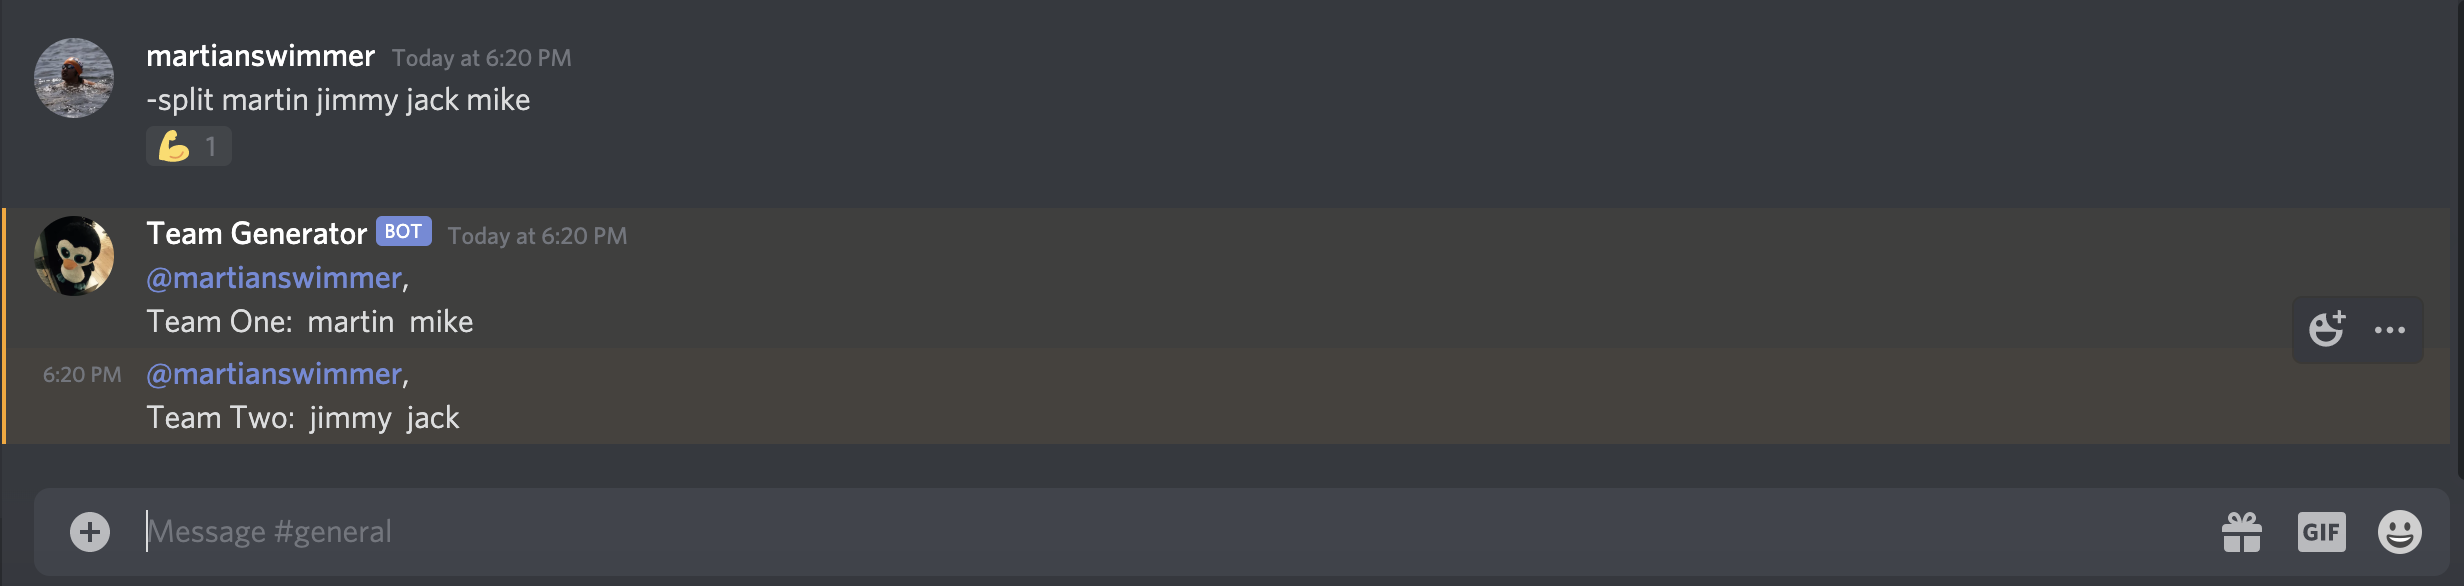 martianswimmer Today at 6:20 PM
-split martin jimmy jack mike
1
Team Generator BOT Today at 6:20 PM
@martianswimmer,
Team One:  martin  mike
6:20 PM @martianswimmer,
Team Two:  jimmy  jack
Message #general
GIF